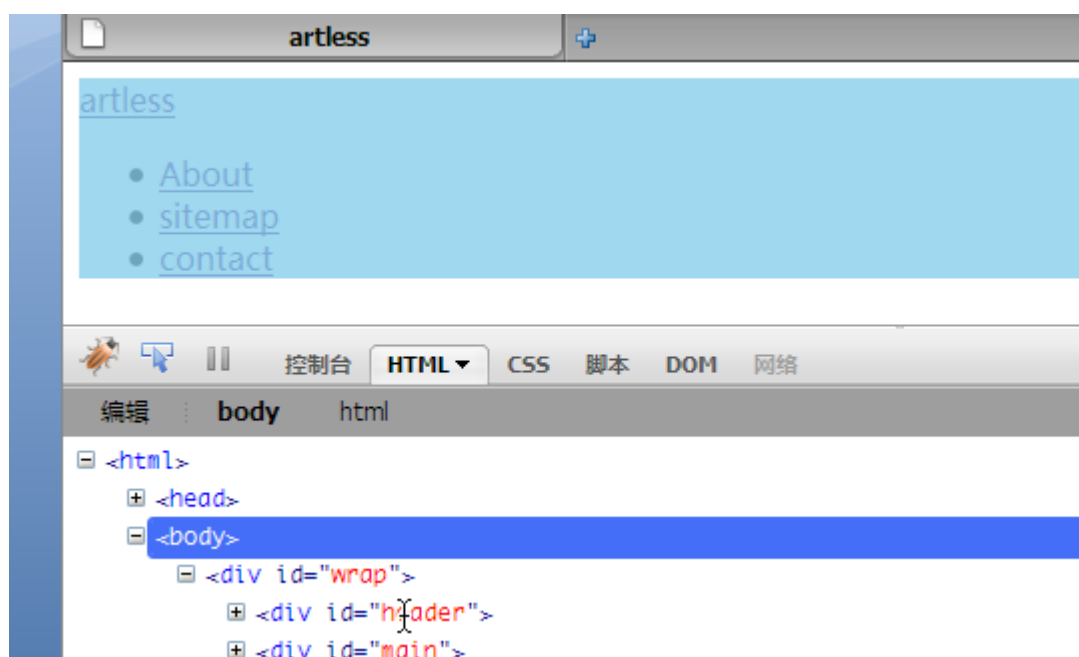 artless
artless
About
sitemap
contact
控制台 HTML CSS 脚本 DOM 网络
编辑 body html
<html>
<head>
<body>
<div id="wrap">
<div id="header">
<div id="main">